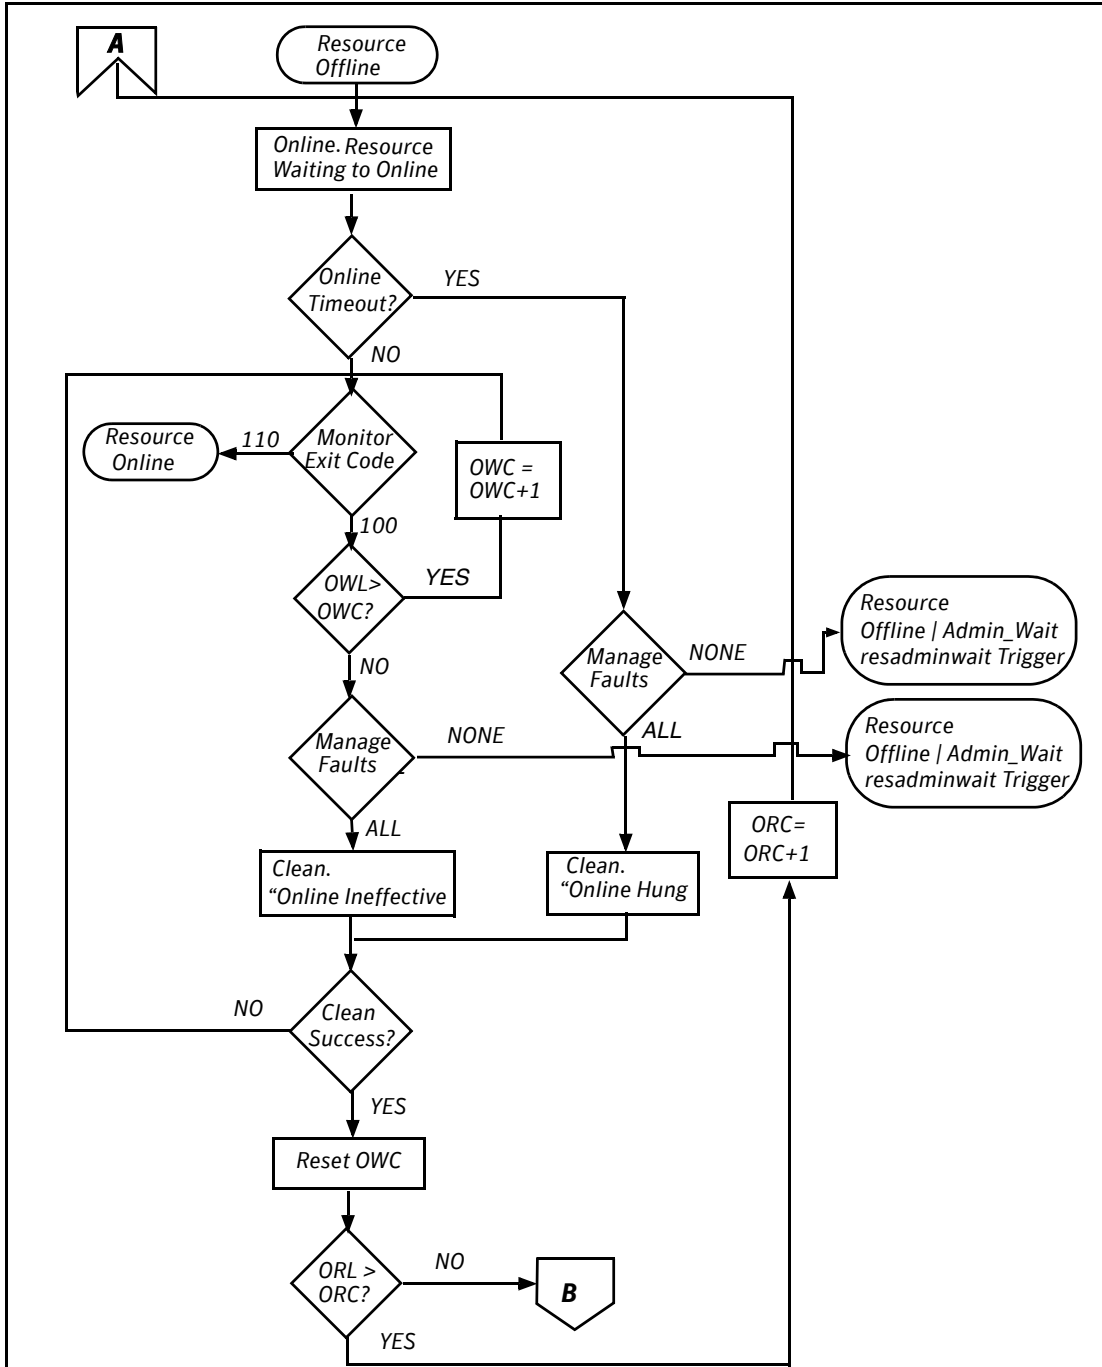 A
Resource
Offline
Online. Resource
Waiting to Online
Online
Timeout?
YES
NO
Resource
Online
110
Monitor
Exit Code
OWC =
OWC+1
100
OWL>
OWC?
YES
NO
Manage
Faults
NONE
Resource
Offline | Admin_Wait
resadminwait Trigger
Manage
Faults
NONE
ALL
Resource
Offline | Admin_Wait
resadminwait Trigger
ALL
ORC=
ORC+1
Clean.
“Online Ineffective
Clean.
“Online Hung
NO
Clean
Success?
YES
Reset OWC
ORL >
ORC?
NO
B
YES